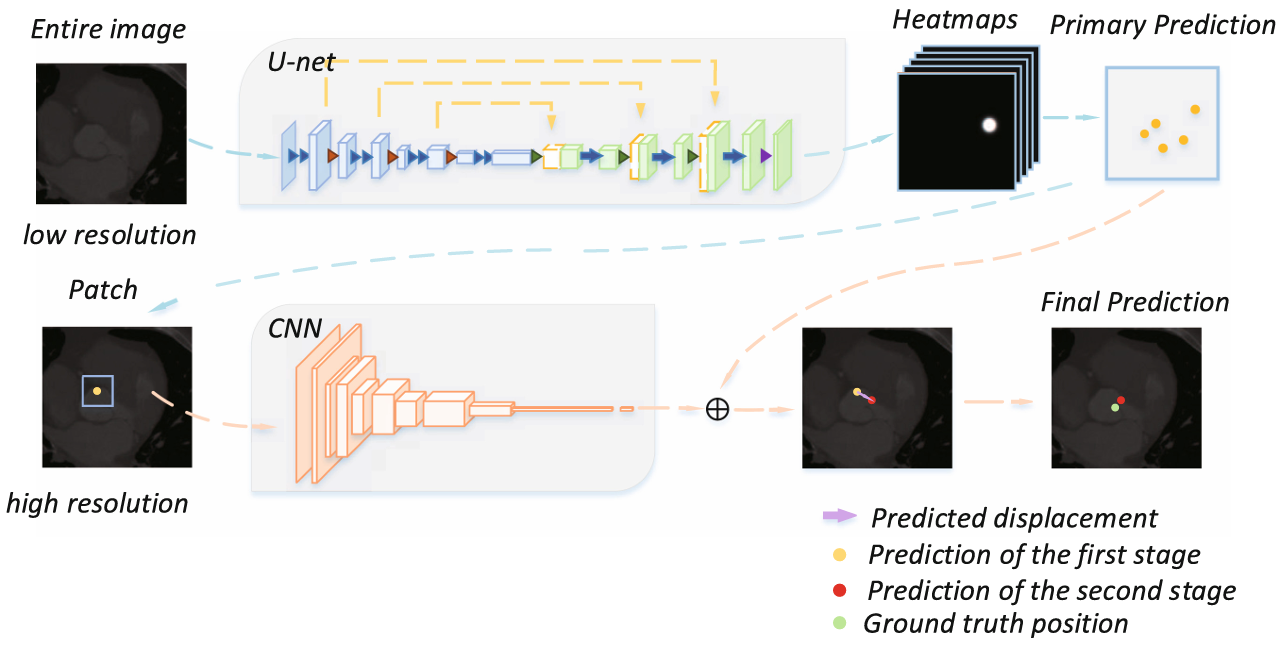 Entire image
U-net
Heatmaps
Primary Prediction
low resolution
Patch
CNN
Final Prediction
high resolution
Predicted displacement
Prediction of the first stage
Prediction of the second stage
Ground truth position